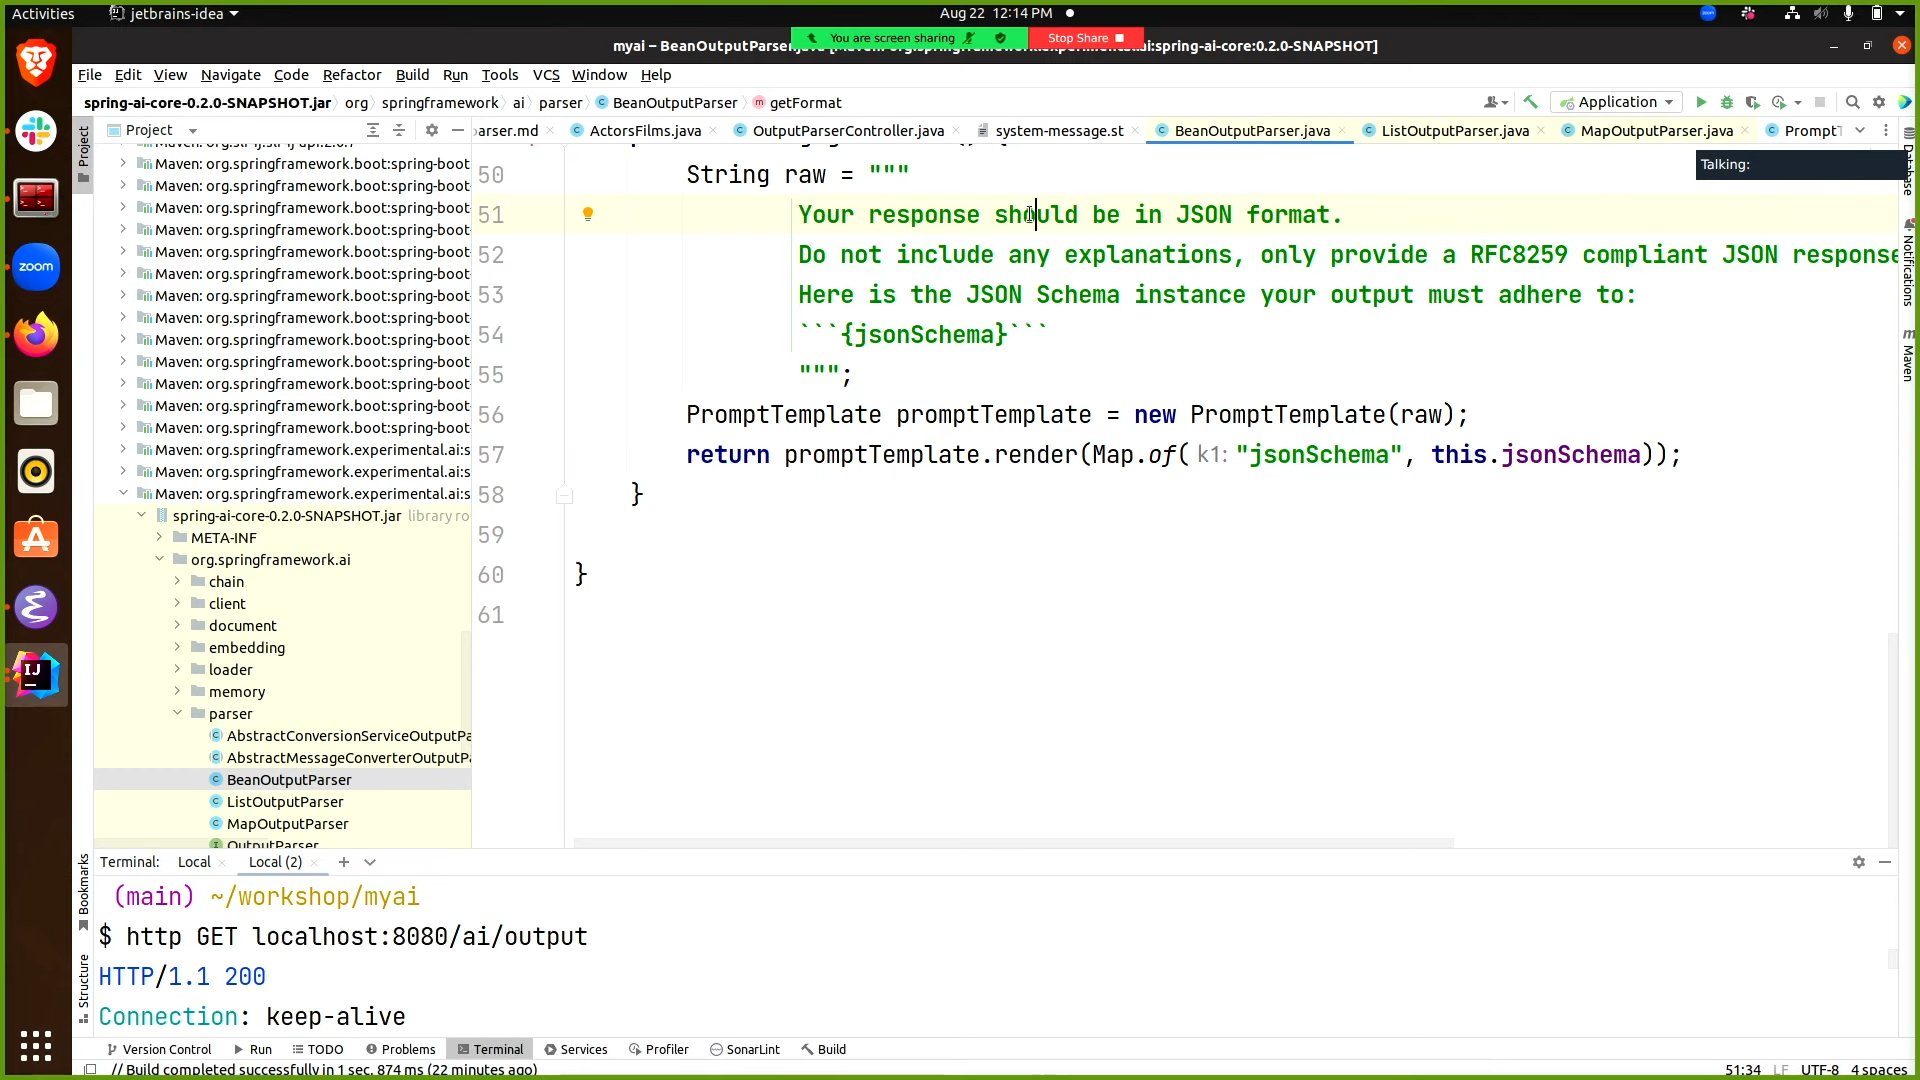 Activities
jetbrains-idea
Aug 22 12:14 PM
You are screen sharing
Stop Share
myai – BeanOutputParser
ai:spring-ai-core:0.2.0-SNAPSHOT]
File Edit View Navigate Code Refactor Build Run Tools VCS Window Help
spring-ai-core-0.2.0-SNAPSHOT.jar org springframework ai parser BeanOutputParser getFormat
Application
Project
arser.md ActorsFilms.java OutputParserController.java system-message.st BeanOutputParser.java ListOutputParser.java MapOutputParser.java PromptT
Talking:
Project
Database
Notifications
Maven
Maven: org.springframework.boot:spring-boot-
Maven: org.springframework.boot:spring-boot-
Maven: org.springframework.boot:spring-boot-
Maven: org.springframework.boot:spring-boot-
Maven: org.springframework.boot:spring-boot-
Maven: org.springframework.boot:spring-boot-
Maven: org.springframework.boot:spring-boot-
Maven: org.springframework.boot:spring-boot-
Maven: org.springframework.boot:spring-boot-
Maven: org.springframework.boot:spring-boot-
Maven: org.springframework.boot:spring-boot-
Maven: org.springframework.boot:spring-boot-
Maven: org.springframework.boot:spring-boot-
Maven: org.springframework.experimental.ai:s
Maven: org.springframework.experimental.ai:s
Maven: org.springframework.experimental.ai:s
spring-ai-core-0.2.0-SNAPSHOT.jar library ro
META-INF
org.springframework.ai
chain
client
document
embedding
loader
memory
parser
AbstractConversionServiceOutputPa
AbstractMessageConverterOutputPa
BeanOutputParser
ListOutputParser
MapOutputParser
OutputParser
50 String raw = """
51 Your response should be in JSON format.
52 Do not include any explanations, only provide a RFC8259 compliant JSON response
53 Here is the JSON Schema instance your output must adhere to:
54 ```{jsonSchema}```
55 """;
56 PromptTemplate promptTemplate = new PromptTemplate(raw);
57 return promptTemplate.render(Map.of( k1: "jsonSchema", this.jsonSchema));
58 }
59
60 }
61
zoom
IJ
Bookmarks
Structure
Terminal: Local Local (2)
(main) ~/workshop/myai
$ http GET localhost:8080/ai/output
HTTP/1.1 200
Connection: keep-alive
Version Control Run TODO Problems Terminal Services Profiler SonarLint Build
// Build completed successfully in 1 sec, 874 ms (22 minutes ago)
51:34 LF UTF-8 4 spaces